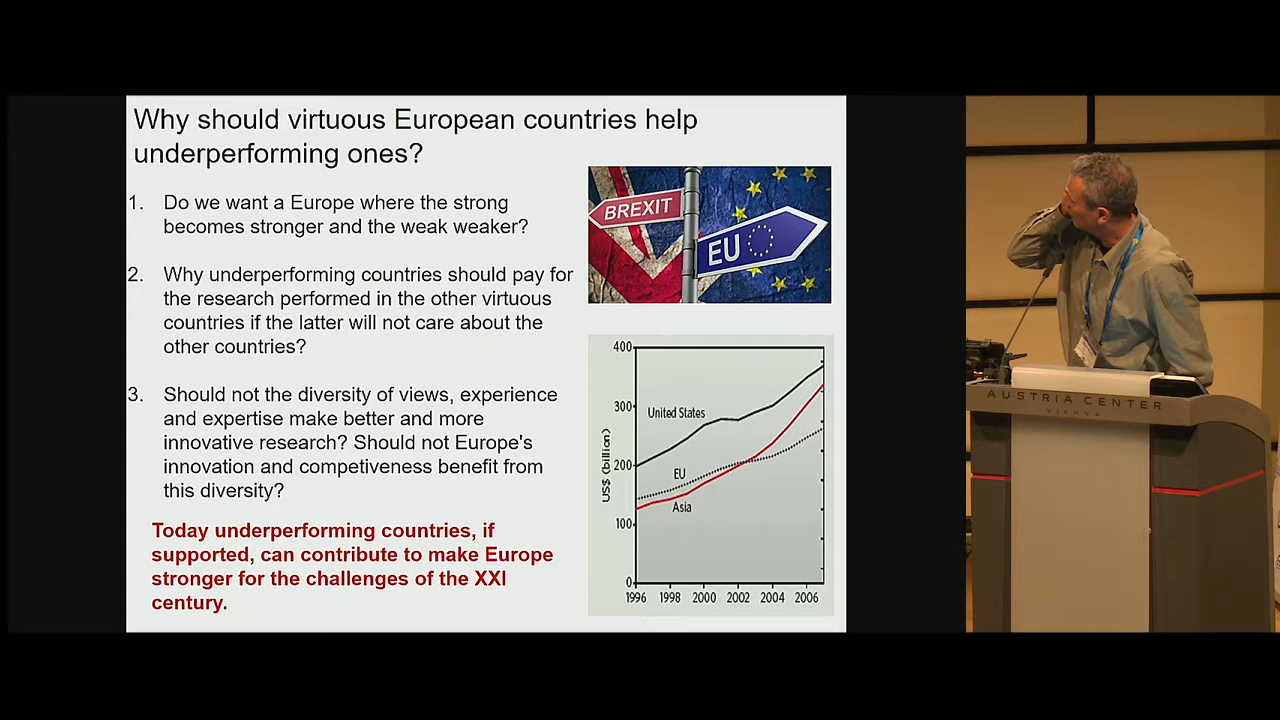 Why should virtuous European countries help
underperforming ones?
1. Do we want a Europe where the strong
becomes stronger and the weak weaker?
2. Why underperforming countries should pay for
the research performed in the other virtuous
countries if the latter will not care about the
other countries?
3. Should not the diversity of views, experience
and expertise make better and more
innovative research? Should not Europe's
innovation and competiveness benefit from
this diversity?
Today underperforming countries, if
supported, can contribute to make Europe
stronger for the challenges of the XXI
century.
BREXIT
EU
400
300
200
100
0
US$ (billion)
United States
EU
Asia
1996 1998 2000 2002 2004 2006
AUSTRIA CENTER
VIENNA